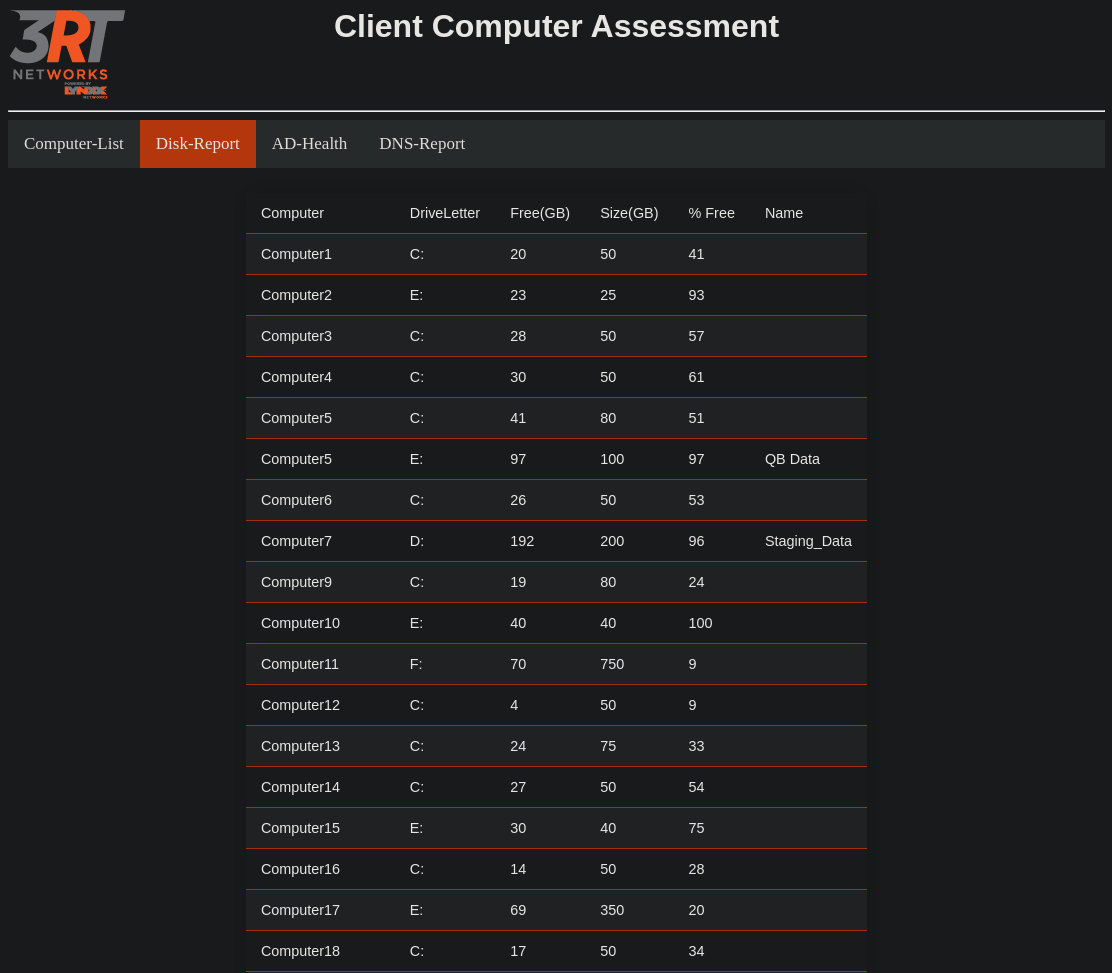 3RT
Client Computer Assessment
NETWORKS
POWERED BY
LYNXX
NETWORKS
Computer-List Disk-Report AD-Health DNS-Report
Computer DriveLetter Free(GB) Size(GB) % Free Name
Computer1 C: 20 50 41
Computer2 E: 23 25 93
Computer3 C: 28 50 57
Computer4 C: 30 50 61
Computer5 C: 41 80 51
Computer5 E: 97 100 97 QB Data
Computer6 C: 26 50 53
Computer7 D: 192 200 96 Staging_Data
Computer9 C: 19 80 24
Computer10 E: 40 40 100
Computer11 F: 70 750 9
Computer12 C: 4 50 9
Computer13 C: 24 75 33
Computer14 C: 27 50 54
Computer15 E: 30 40 75
Computer16 C: 14 50 28
Computer17 E: 69 350 20
Computer18 C: 17 50 34